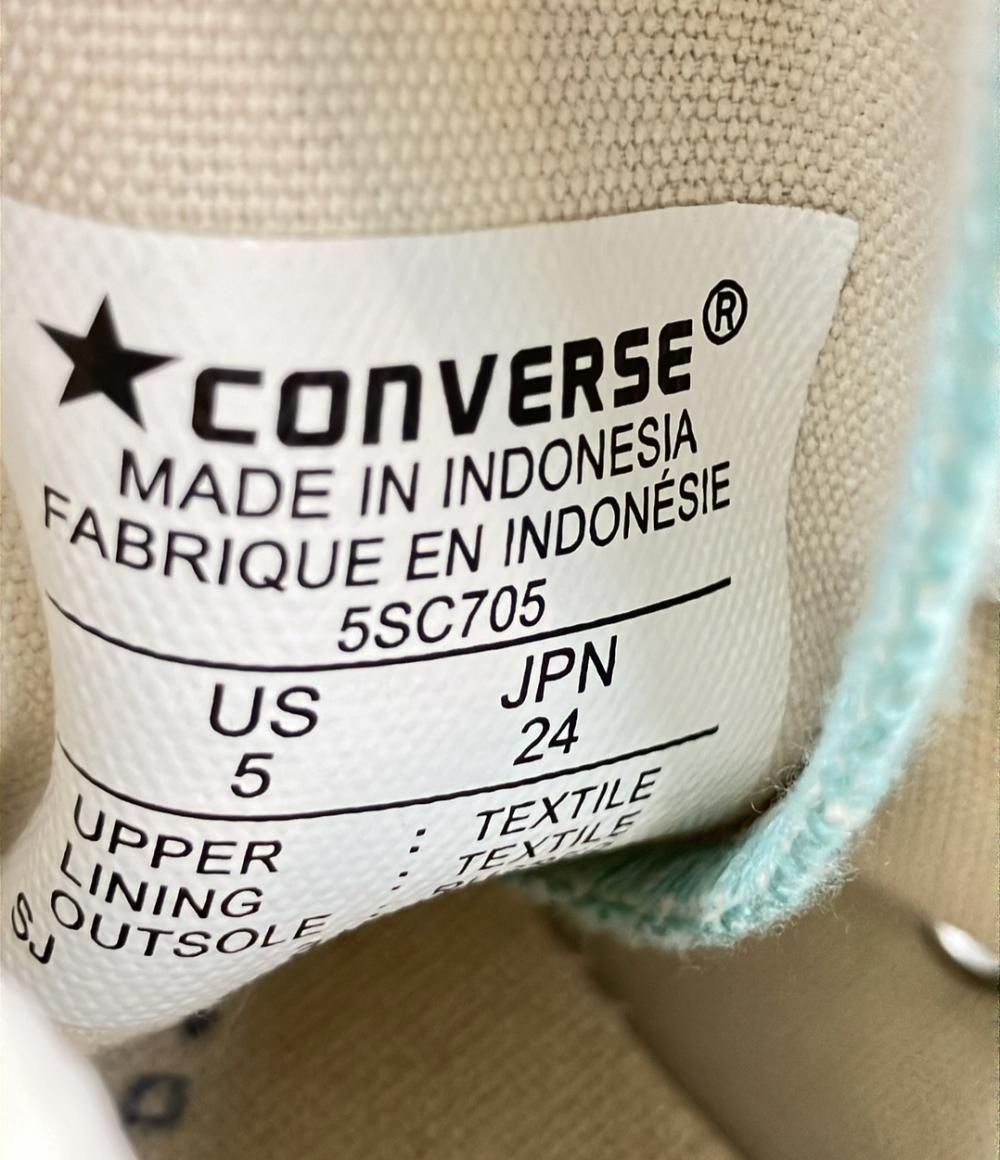 ★CONVERSE®
MADE IN INDONESIA
FABRIQUE EN INDONÉSIE
5SC705
US JPN
5 24
UPPER : TEXTILE
LINING : TEXTILE
OUTSOLE :
SJ